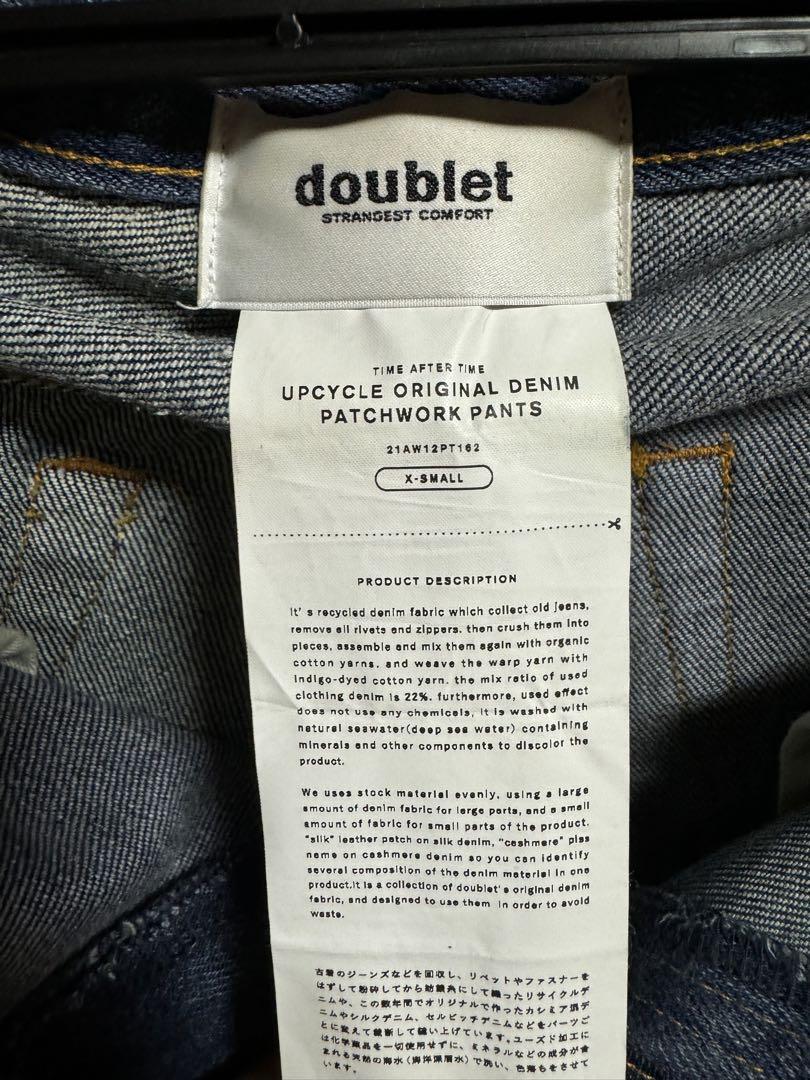 doublet
STRANGEST COMFORT
TIME AFTER TIME
UPCYCLE ORIGINAL DENIM
PATCHWORK PANTS
21AW12PT162
X-SMALL
PRODUCT DESCRIPTION
It's recycled denim fabric which collect old jeans,
remove all rivets and zippers. then crush them into
pieces, assemble and mix them again with organic
cotton yarns. and weave the warp yarn with
indigo-dyed cotton yarn. the mix ratio of used
clothing denim is 22%. furthermore, used effect
does not use any chemicals, it is washed with
natural seawater(deep sea water) containing
minerals and other components to discolor the
product.
We uses stock material evenly, using a large
amount of denim fabric for large parts, and a small
amount of fabric for small parts of the product.
"silk" leather patch on silk denim, "cashmere" piss
name on cashmere denim so you can identify
several composition of the denim material in one
product.it is a collection of doublet's original denim
fabric, and designed to use them in order to avoid
waste.
古着のジーンズなどを回収し、リベットやファスナーを
はずして粉砕してから紡績糸にして織ったリサイクルデ
ニムや、この数年間でオリジナルで作ったカシミア混デ
ニムやシルクデニム、セルビッチデニムなどをパーツご
とに変えて裁断して縫い上げています。ユーズド加工に
は化学薬品を一切使用せずに、ミネラルなどの成分が含
まれる天然の海水（海洋深層水）で洗い、色落ちをさせて
います。